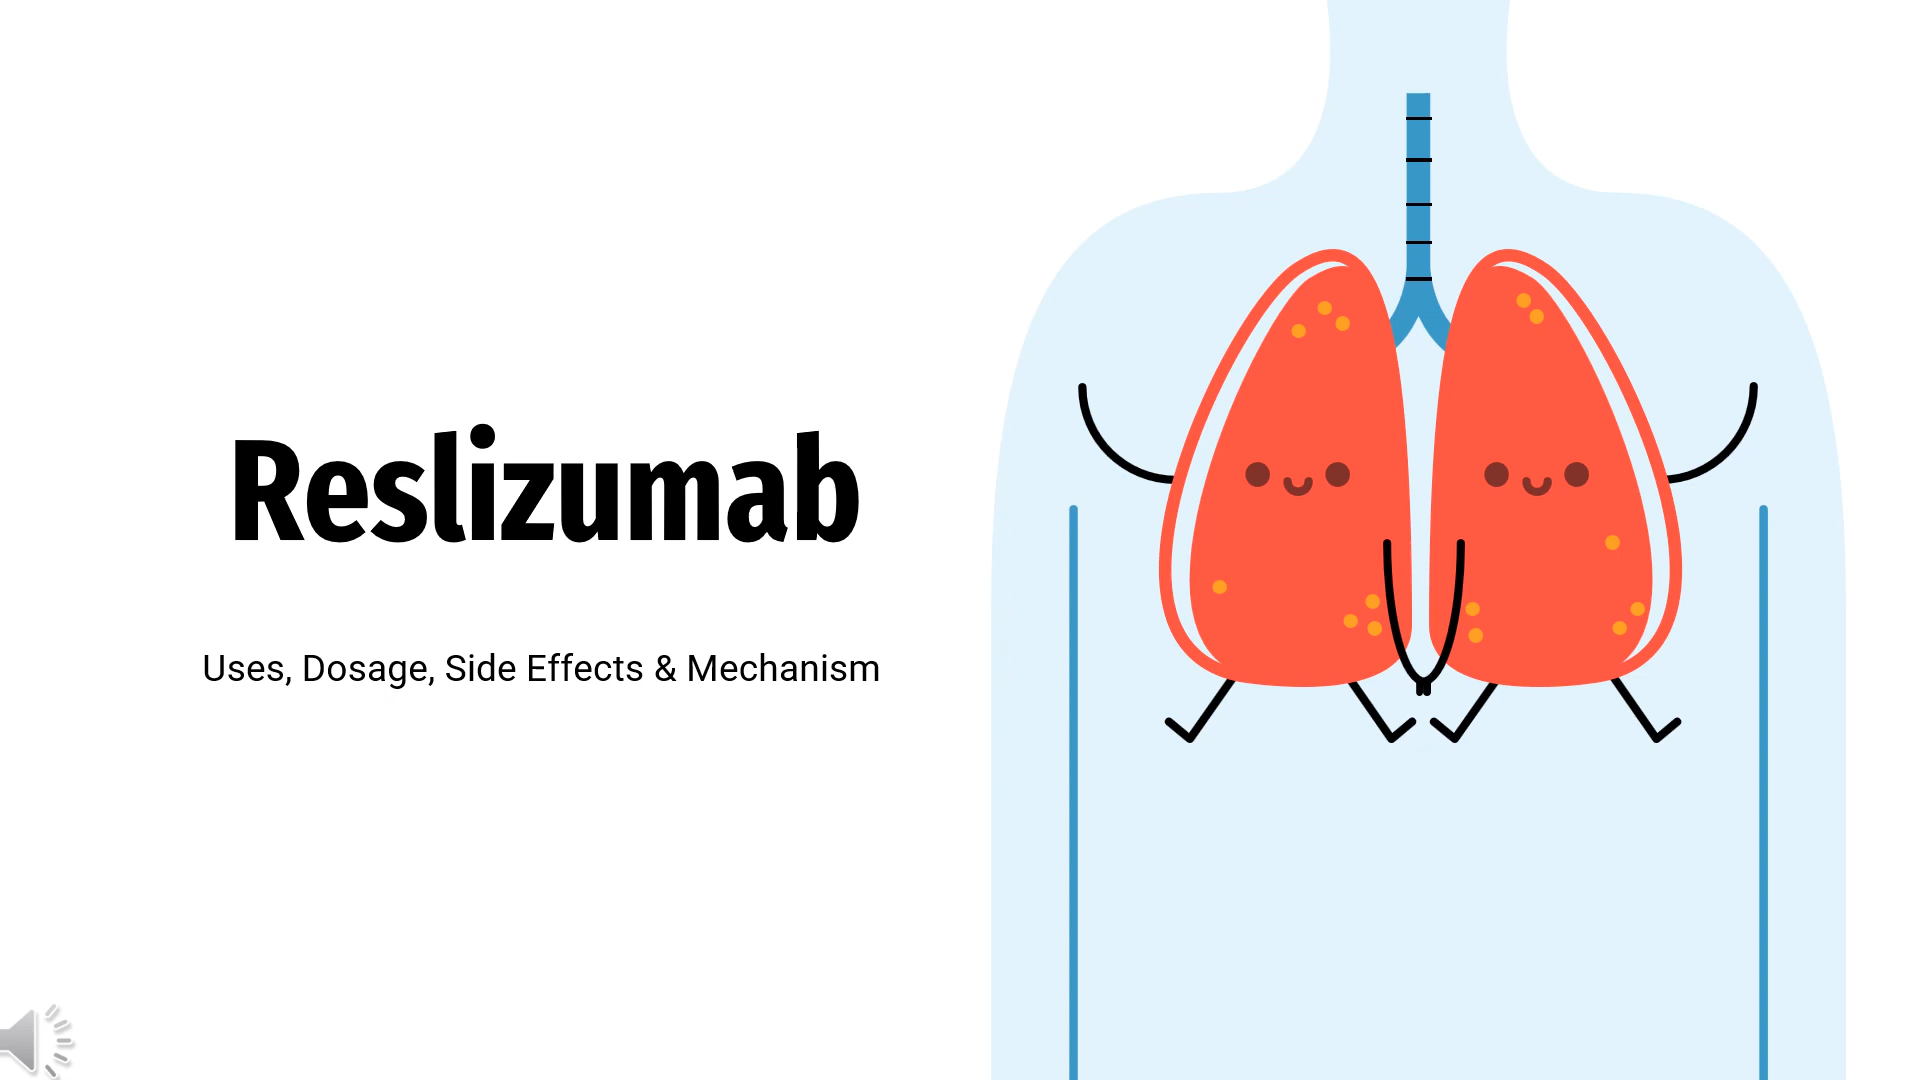 Reslizumab
Uses, Dosage, Side Effects & Mechanism